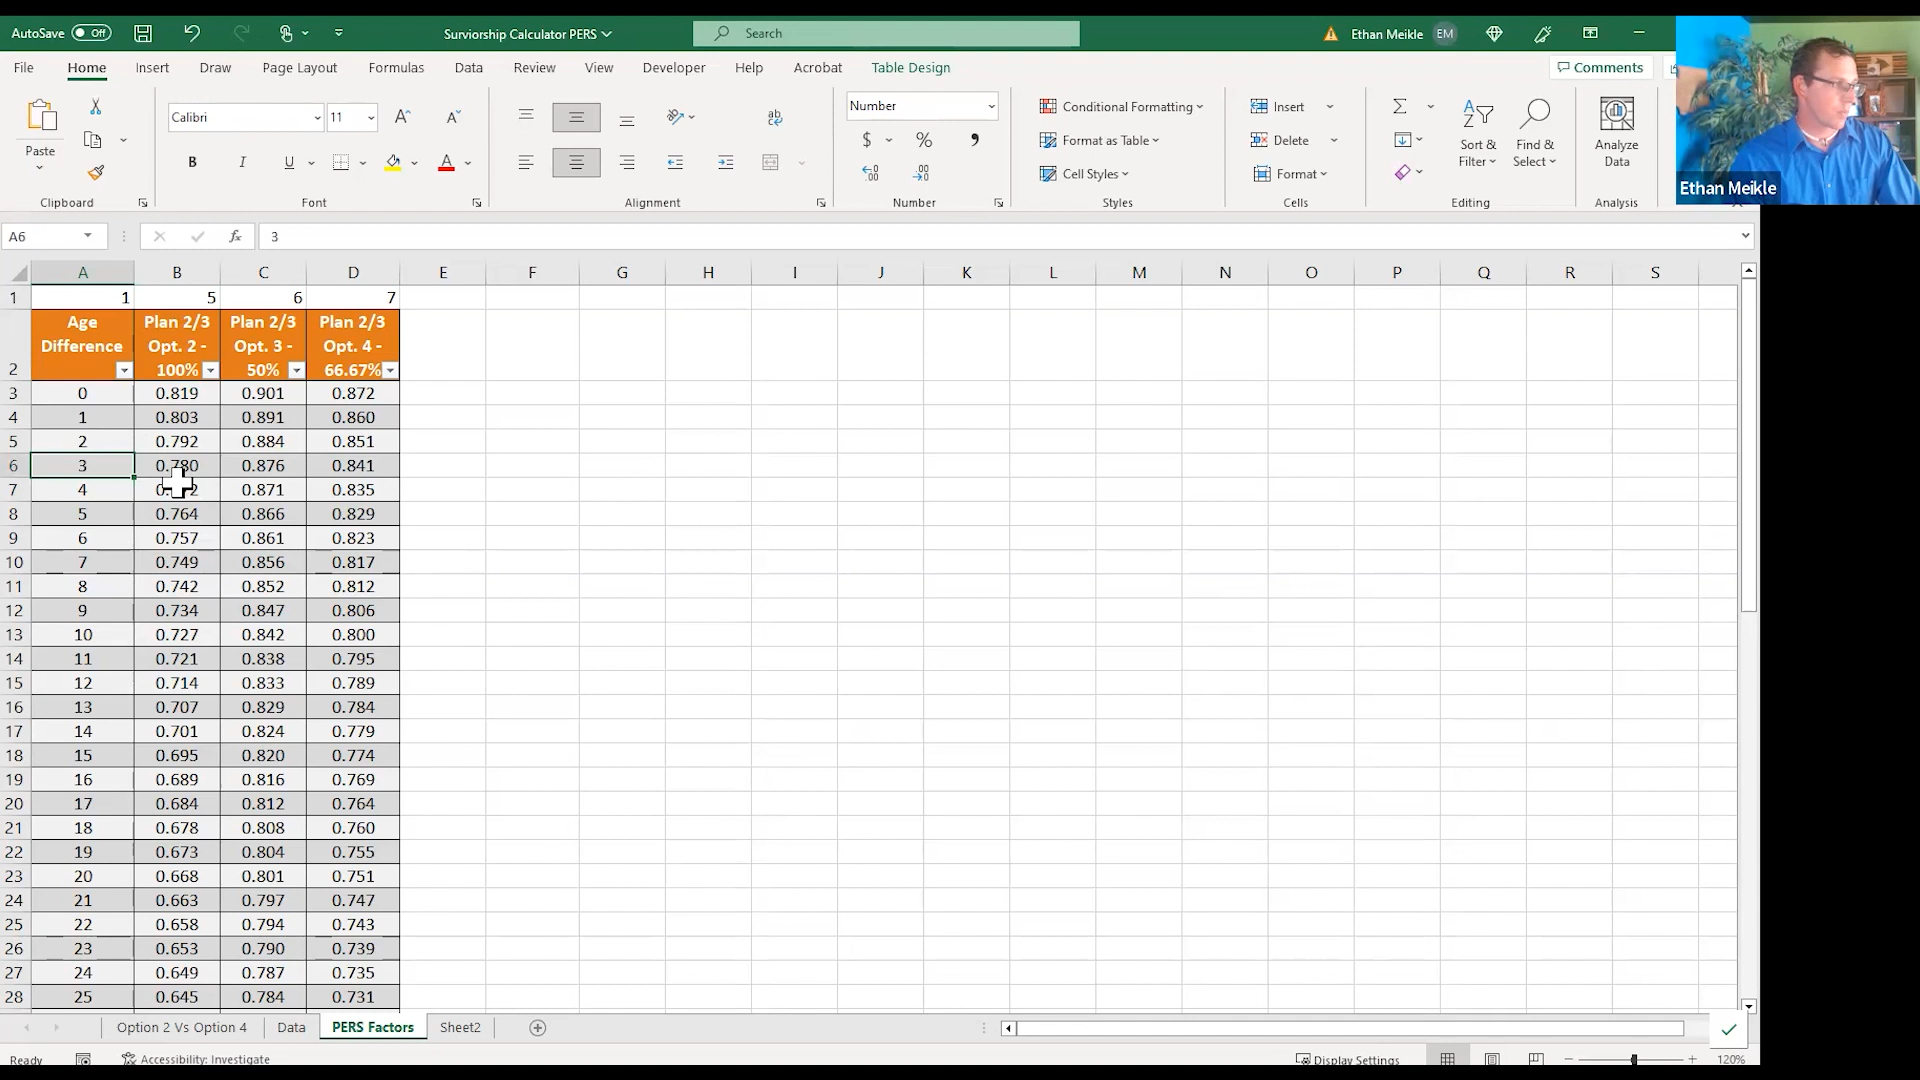 AutoSave Off Surviorship Calculator PERS Search Ethan Meikle EM
File Home Insert Draw Page Layout Formulas Data Review View Developer Help Acrobat Table Design Comments
Paste Calibri 11 Number Conditional Formatting Insert Sort & Find & Analyze
Format as Table Delete Filter Select Data
B I U A $ % Cell Styles Format
Clipboard Font Alignment Number Styles Cells Editing Analysis
Ethan Meikle
A6 fx 3
A B C D E F G H I J K L M N O P Q R S
1 1 5 6 7
2 Age Difference Plan 2/3 Opt. 2 - 100% Plan 2/3 Opt. 3 - 50% Plan 2/3 Opt. 4 - 66.67%
3 0 0.819 0.901 0.872
4 1 0.803 0.891 0.860
5 2 0.792 0.884 0.851
6 3 0.780 0.876 0.841
7 4 0.871 0.835
8 5 0.764 0.866 0.829
9 6 0.757 0.861 0.823
10 7 0.749 0.856 0.817
11 8 0.742 0.852 0.812
12 9 0.734 0.847 0.806
13 10 0.727 0.842 0.800
14 11 0.721 0.838 0.795
15 12 0.714 0.833 0.789
16 13 0.707 0.829 0.784
17 14 0.701 0.824 0.779
18 15 0.695 0.820 0.774
19 16 0.689 0.816 0.769
20 17 0.684 0.812 0.764
21 18 0.678 0.808 0.760
22 19 0.673 0.804 0.755
23 20 0.668 0.801 0.751
24 21 0.663 0.797 0.747
25 22 0.658 0.794 0.743
26 23 0.653 0.790 0.739
27 24 0.649 0.787 0.735
28 25 0.645 0.784 0.731
Option 2 Vs Option 4 Data PERS Factors Sheet2
Ready Accessibility: Investigate Display Settings 120%